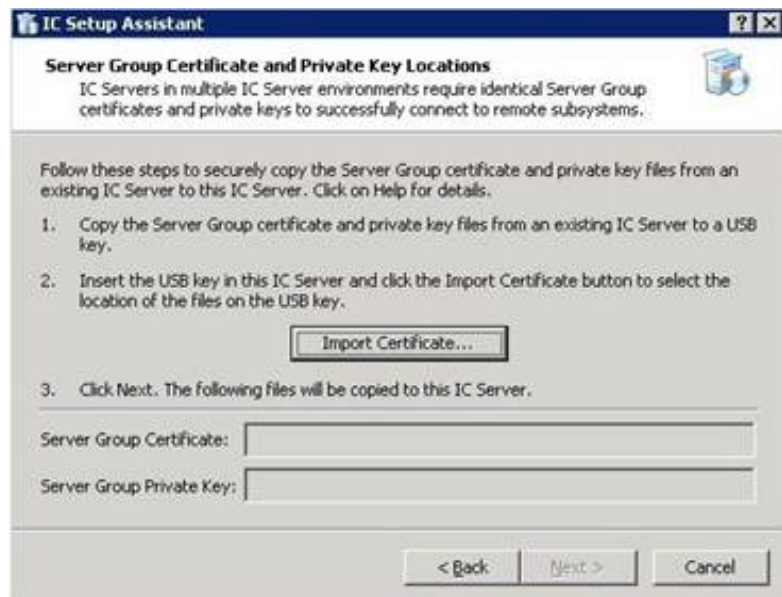 IC Setup Assistant
Server Group Certificate and Private Key Locations
IC Servers in multiple IC Server environments require identical Server Group
certificates and private keys to successfully connect to remote subsystems.
Follow these steps to securely copy the Server Group certificate and private key files from an
existing IC Server to this IC Server. Click on Help for details.
1. Copy the Server Group certificate and private key files from an existing IC Server to a USB
key.
2. Insert the USB key in this IC Server and click the Import Certificate button to select the
location of the files on the USB key.
Import Certificate...
3. Click Next. The following files will be copied to this IC Server.
Server Group Certificate:
Server Group Private Key:
< Back Next > Cancel